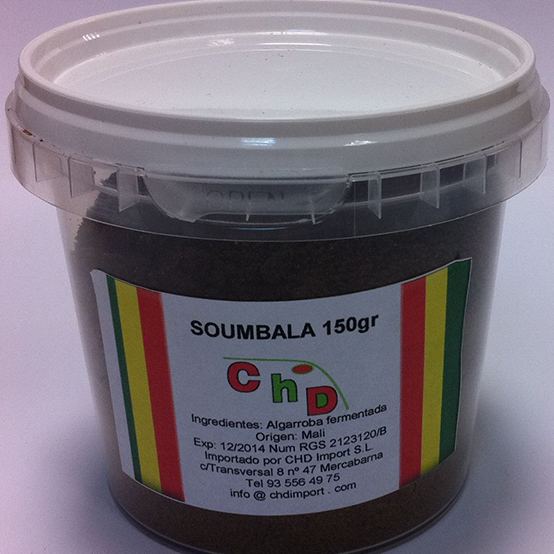 OPEN
SOUMBALA 150gr
ChD
Ingredientes: Algarroba fermentada
Origen: Mali
Exp: 12/2014 Num RGS 2123120/B
Importado por CHD Import S.L
c/Transversal 8 nº 47 Mercabarna
Tel 93 556 49 75
info @ chdimport . com